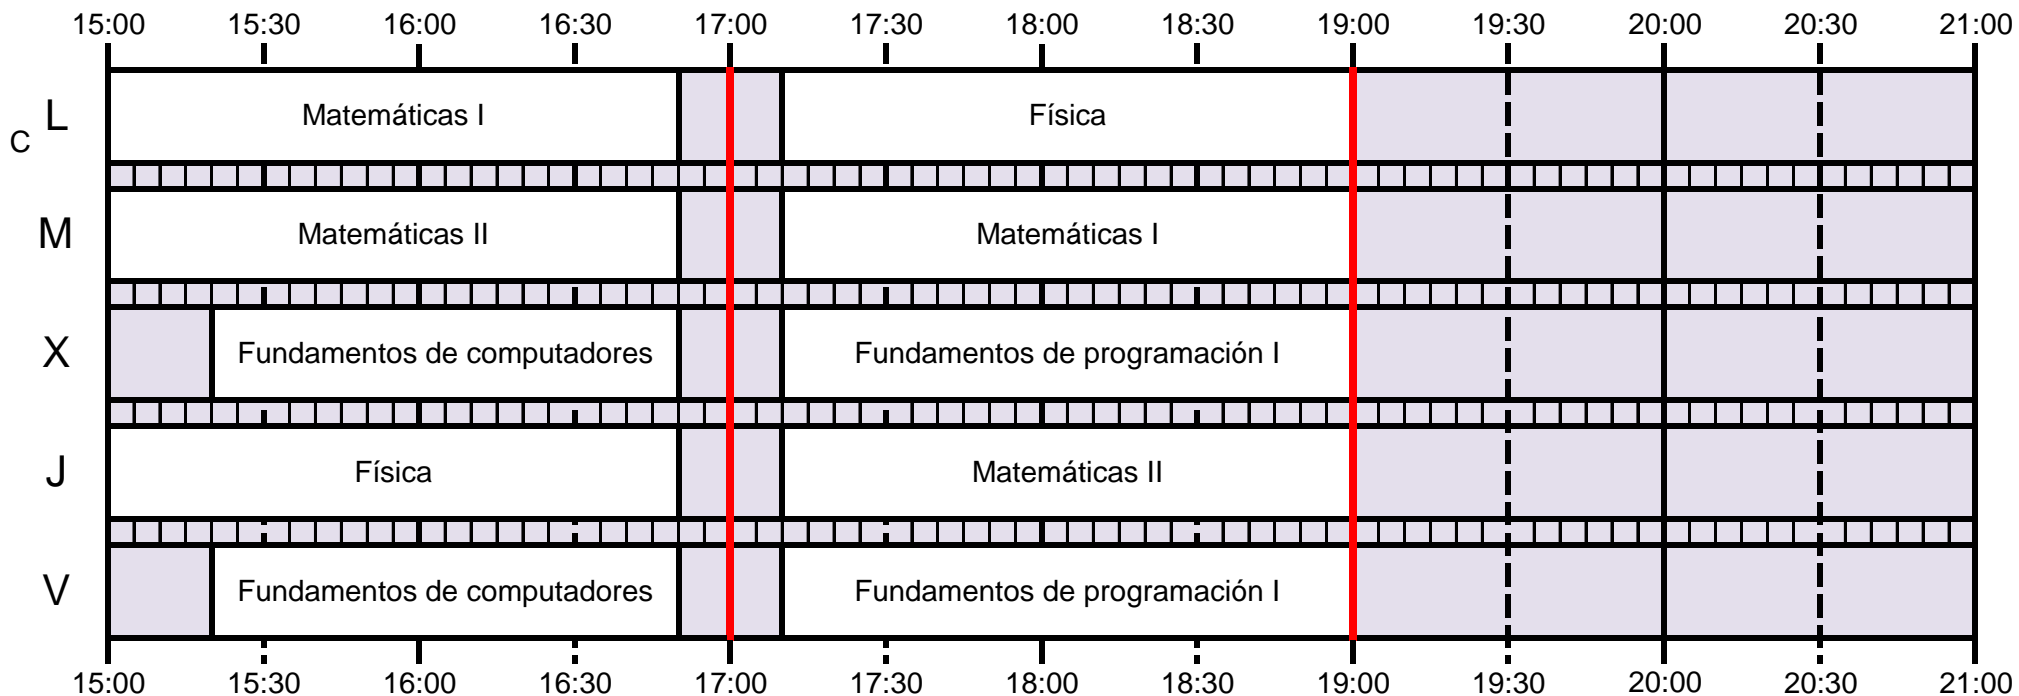 15:00 15:30 16:00 16:30 17:00 17:30 18:00 18:30 19:00 19:30 20:00 20:30 21:00
C
L Matemáticas I Física
M Matemáticas II Matemáticas I
X Fundamentos de computadores Fundamentos de programación I
J Física Matemáticas II
V Fundamentos de computadores Fundamentos de programación I
15:00 15:30 16:00 16:30 17:00 17:30 18:00 18:30 19:00 19:30 20:00 20:30 21:00